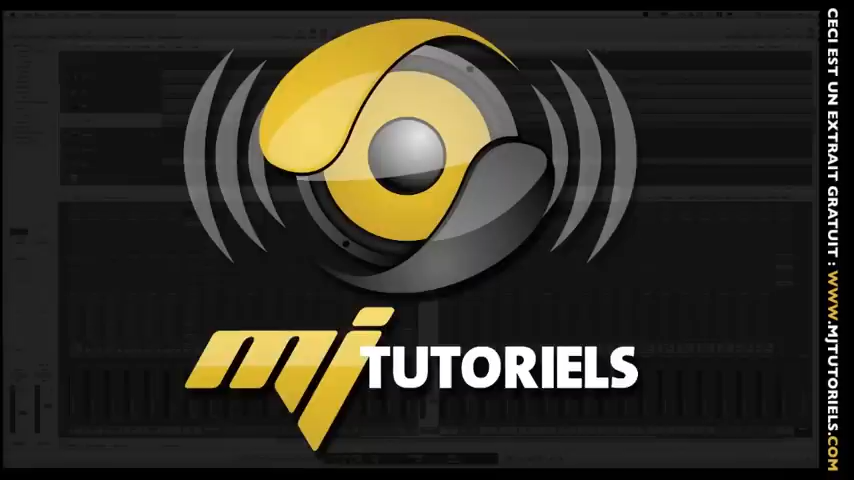 mj TUTORIELS
CECI EST UN EXTRAIT GRATUIT : WWW.MJTUTORIELS.COM